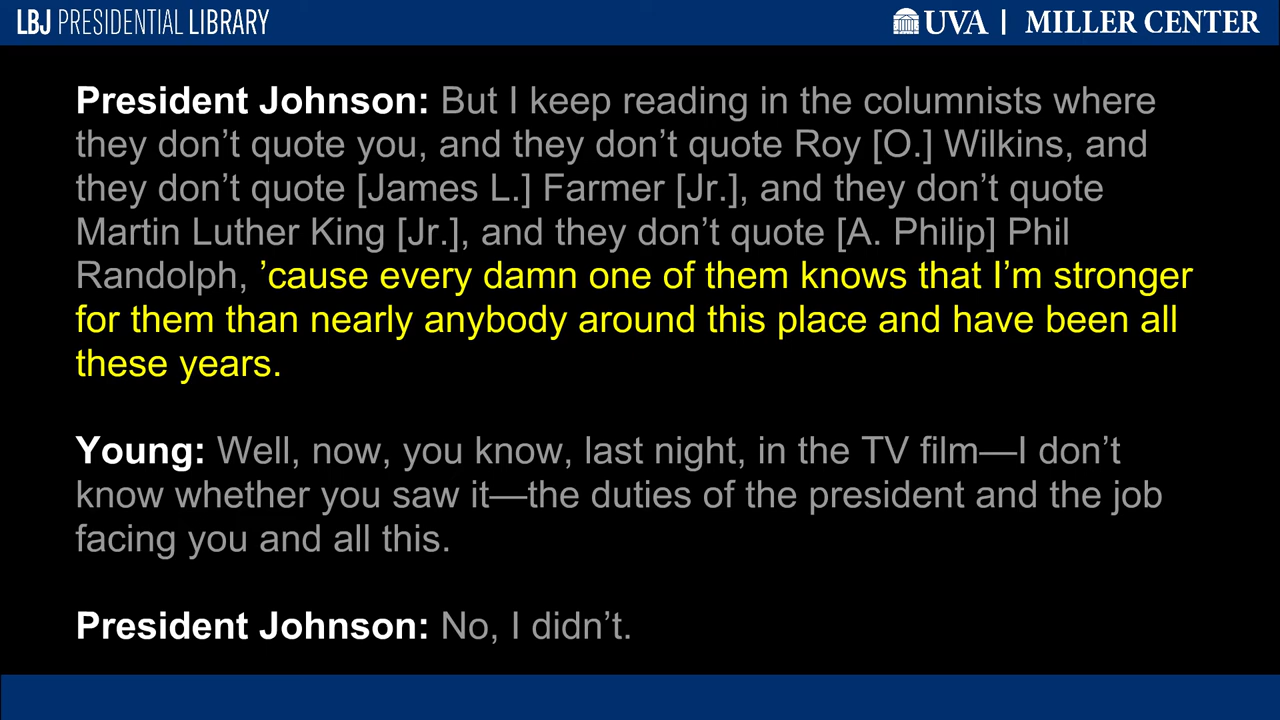 LBJ PRESIDENTIAL LIBRARY
UVA | MILLER CENTER
President Johnson: But I keep reading in the columnists where
they don’t quote you, and they don’t quote Roy [O.] Wilkins, and
they don’t quote [James L.] Farmer [Jr.], and they don’t quote
Martin Luther King [Jr.], and they don’t quote [A. Philip] Phil
Randolph, ’cause every damn one of them knows that I’m stronger
for them than nearly anybody around this place and have been all
these years.
Young: Well, now, you know, last night, in the TV film—I don’t
know whether you saw it—the duties of the president and the job
facing you and all this.
President Johnson: No, I didn’t.